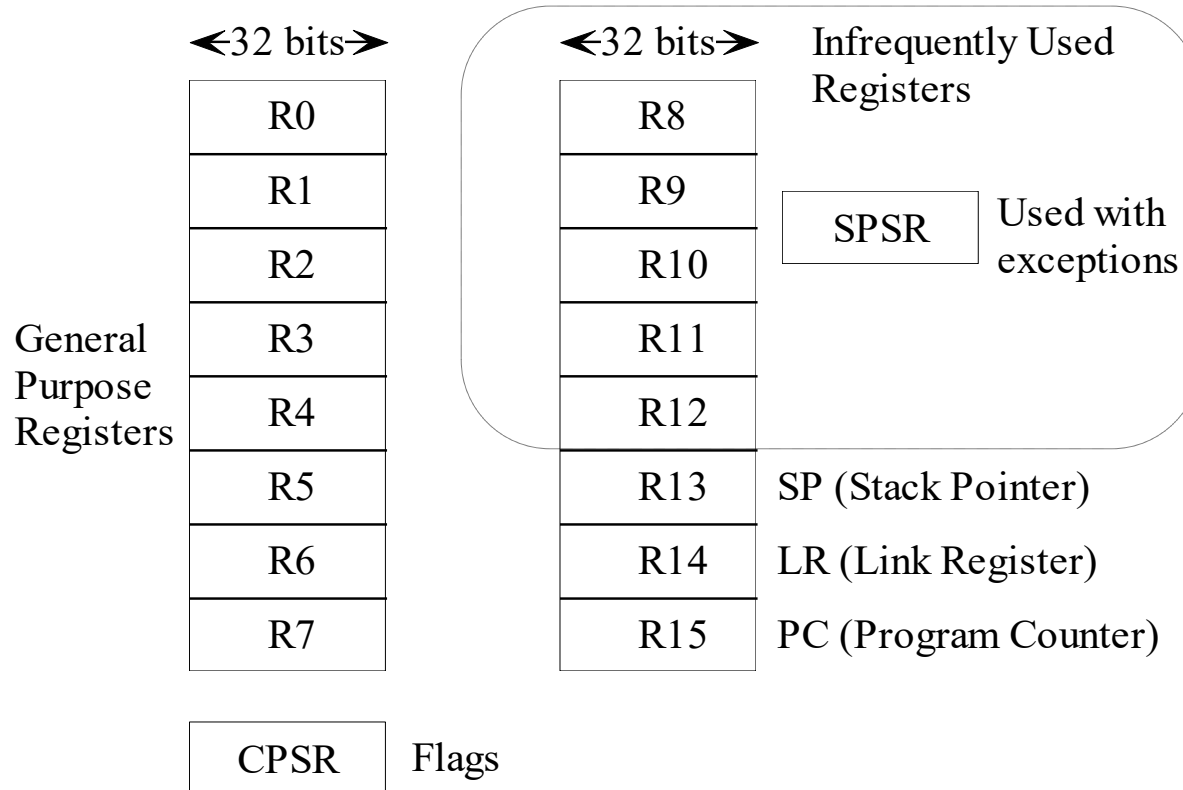 32 bits
32 bits
Infrequently Used
Registers
R0
R1
R2
R3
R4
R5
R6
R7
General
Purpose
Registers
R8
R9
R10
R11
R12
R13
R14
R15
SPSR
Used with
exceptions
SP (Stack Pointer)
LR (Link Register)
PC (Program Counter)
CPSR
Flags